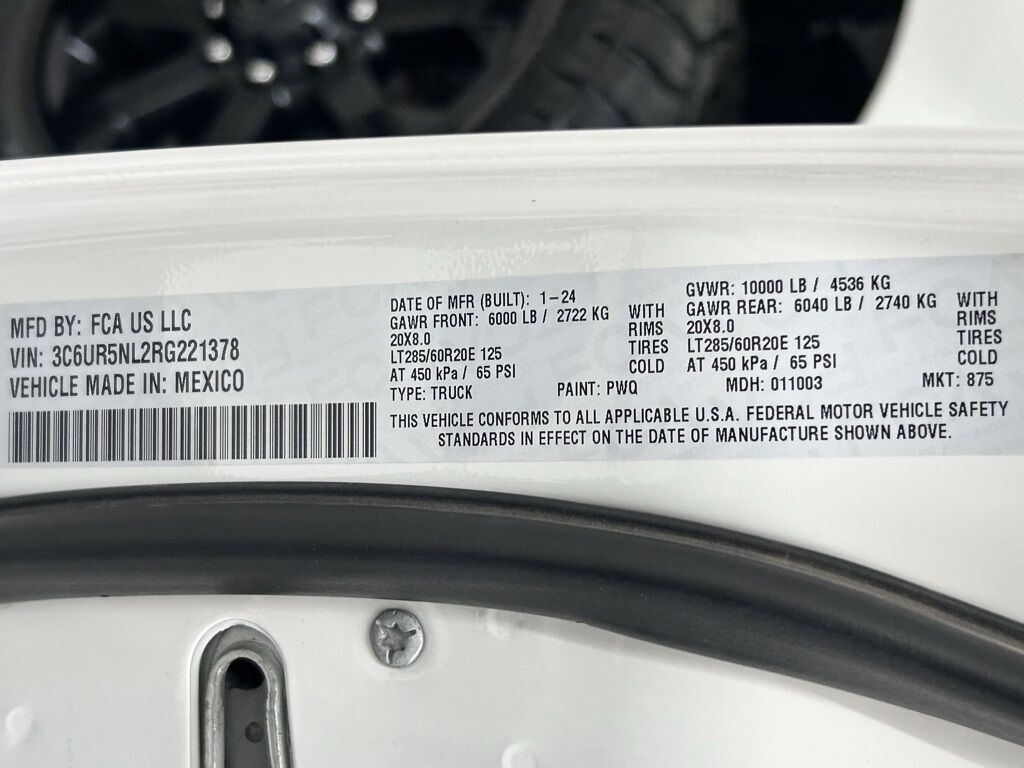 MFD BY: FCA US LLC
VIN: 3C6UR5NL2RG221378
VEHICLE MADE IN: MEXICO
DATE OF MFR (BUILT): 1-24
GAWR FRONT: 6000 LB / 2722 KG WITH
20X8.0 RIMS
LT285/60R20E 125 TIRES
AT 450 kPa / 65 PSI COLD
TYPE: TRUCK PAINT: PWQ
GVWR: 10000 LB / 4536 KG
GAWR REAR: 6040 LB / 2740 KG WITH
20X8.0 RIMS
LT285/60R20E 125 TIRES
AT 450 kPa / 65 PSI COLD
MDH: 011003 MKT: 875
THIS VEHICLE CONFORMS TO ALL APPLICABLE U.S.A. FEDERAL MOTOR VEHICLE SAFETY
STANDARDS IN EFFECT ON THE DATE OF MANUFACTURE SHOWN ABOVE.